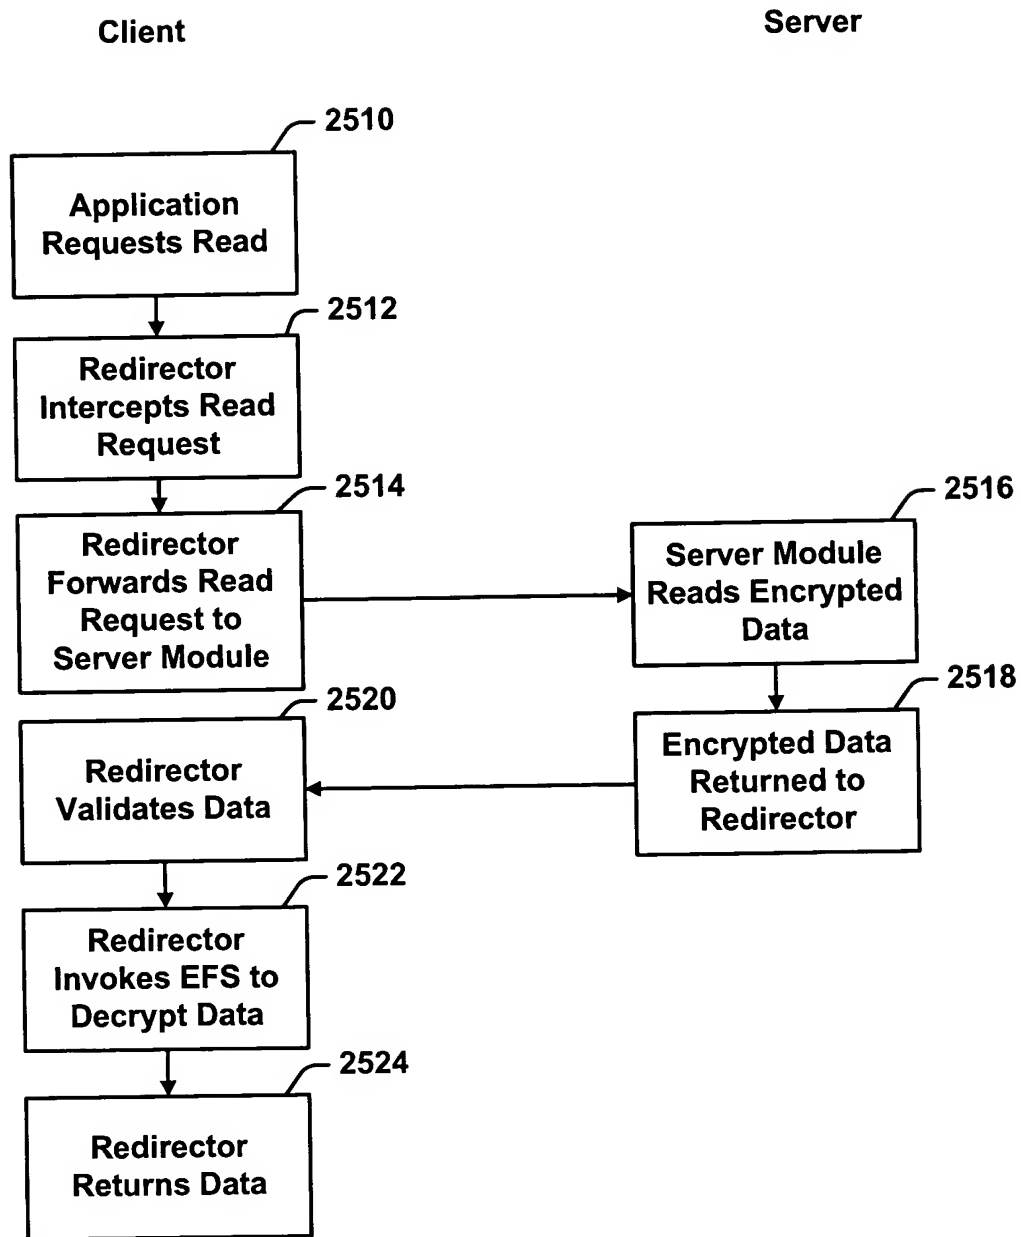 Client
Server
2510
Application
Requests Read
2512
Redirector
Intercepts Read
Request
2514
Redirector
Forwards Read
Request to
Server Module
2516
Server Module
Reads Encrypted
Data
2518
Encrypted Data
Returned to
Redirector
2520
Redirector
Validates Data
2522
Redirector
Invokes EFS to
Decrypt Data
2524
Redirector
Returns Data